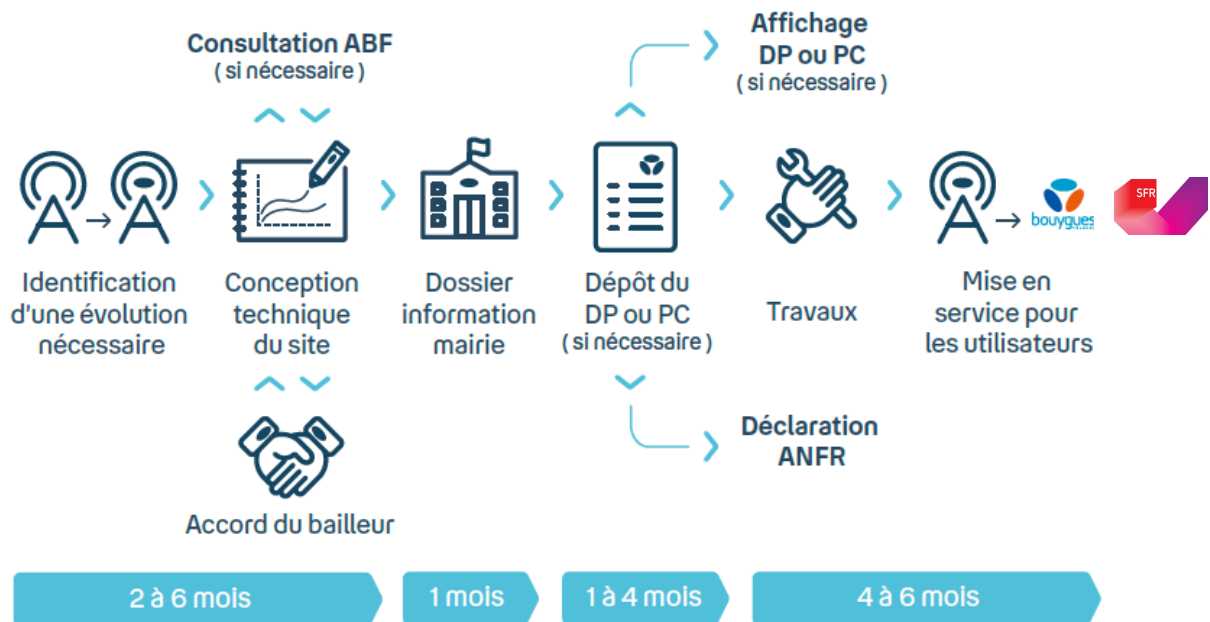 Consultation ABF
( si nécessaire )
Affichage
DP ou PC
( si nécessaire )
Identification
d'une évolution
nécessaire
Conception
technique
du site
Dossier
information
mairie
Dépôt du
DP ou PC
( si nécessaire )
Travaux
bouygues
SFR
Mise en
service pour
les utilisateurs
Accord du bailleur
Déclaration
ANFR
2 à 6 mois
1 mois
1 à 4 mois
4 à 6 mois